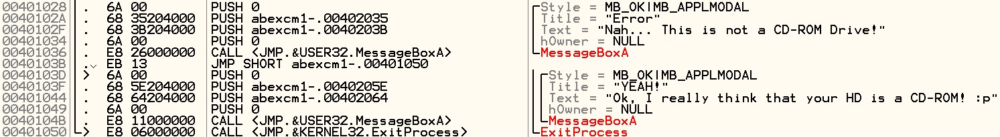 00401028 . 6A 00 PUSH 0 Style = MB_OK|MB_APPLMODAL
0040102A . 68 35204000 PUSH abexcm1-.00402035 Title = "Error"
0040102F . 68 3B204000 PUSH abexcm1-.0040203B Text = "Nah... This is not a CD-ROM Drive!"
00401034 . 6A 00 PUSH 0 hOwner = NULL
00401036 . E8 26000000 CALL <JMP.&USER32.MessageBoxA> MessageBoxA
0040103B . EB 13 JMP SHORT abexcm1-.00401050
0040103D > 6A 00 PUSH 0 Style = MB_OK|MB_APPLMODAL
0040103F . 68 5E204000 PUSH abexcm1-.0040205E Title = "YEAH!"
00401044 . 68 64204000 PUSH abexcm1-.00402064 Text = "Ok, I really think that your HD is a CD-ROM! :p"
00401049 . 6A 00 PUSH 0 hOwner = NULL
0040104B . E8 11000000 CALL <JMP.&USER32.MessageBoxA> MessageBoxA
00401050 > E8 06000000 CALL <JMP.&KERNEL32.ExitProcess> ExitProcess